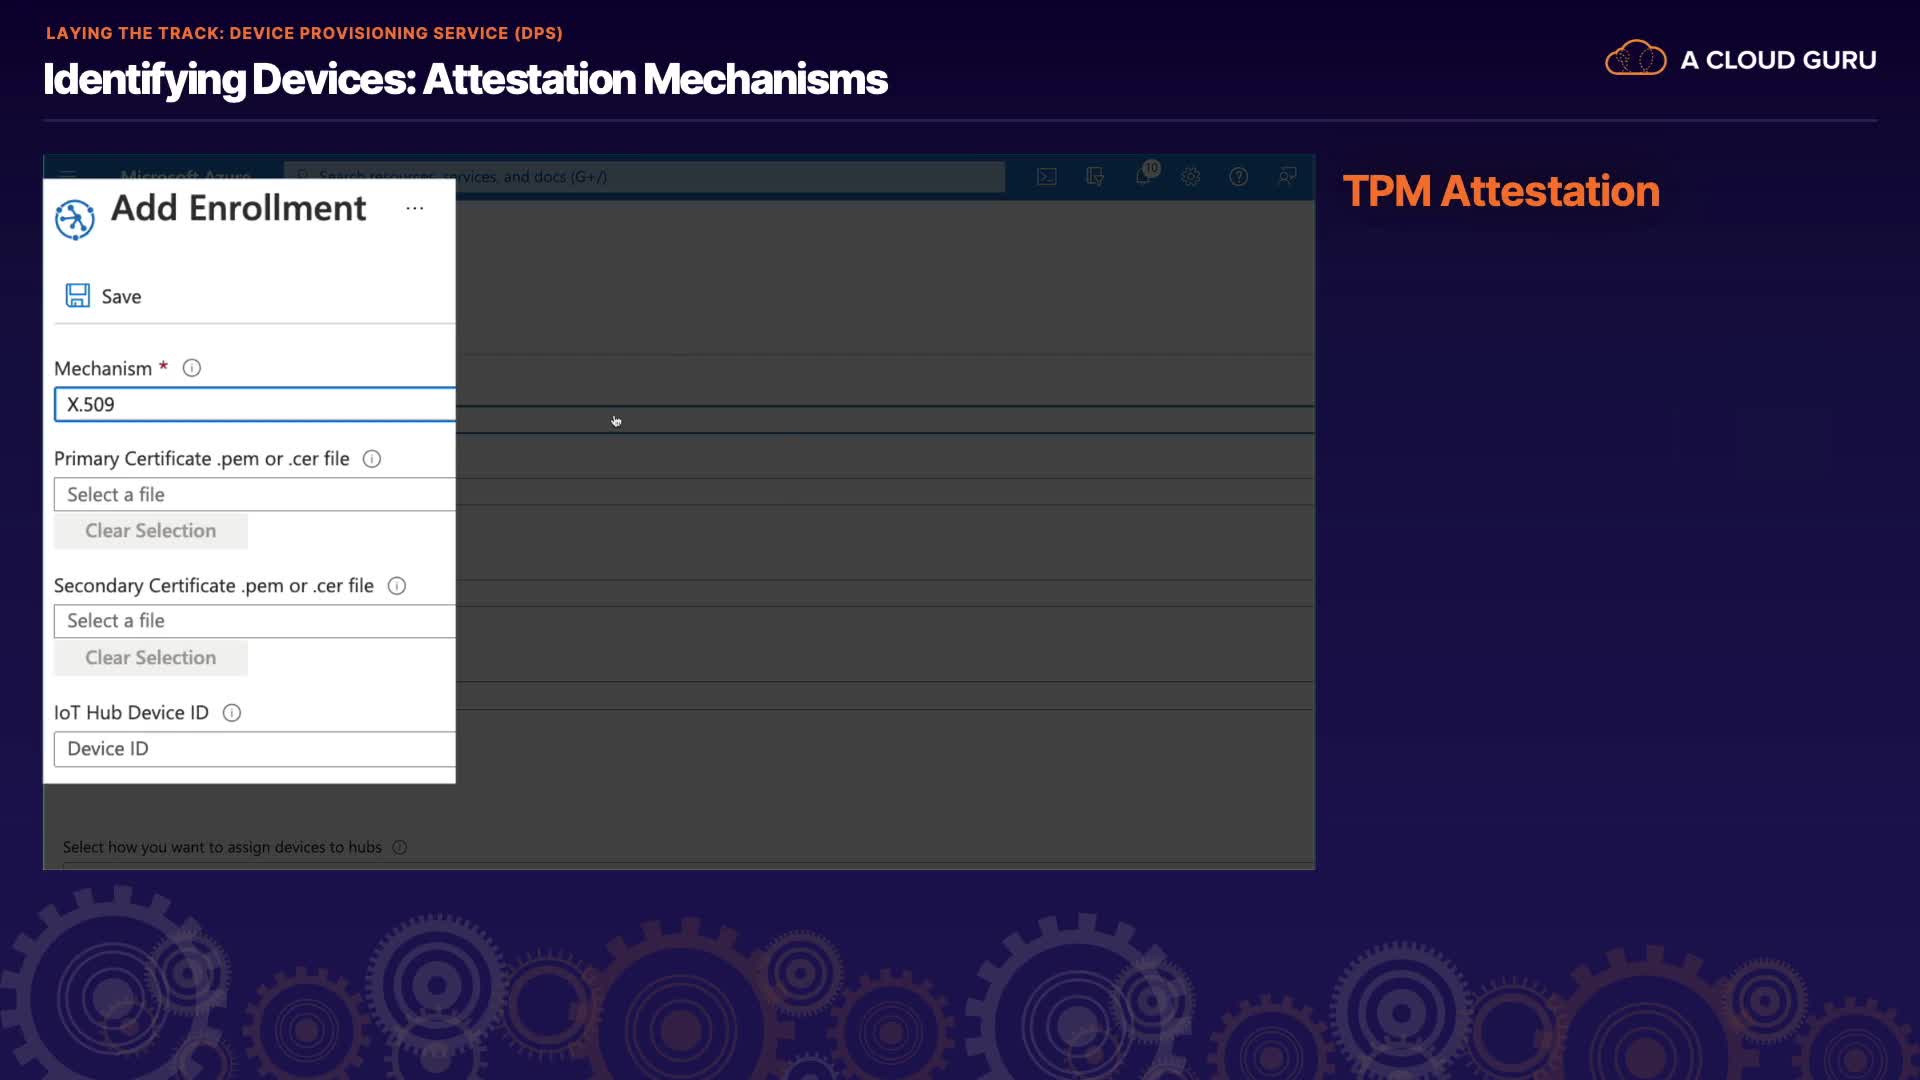 LAYING THE TRACK: DEVICE PROVISIONING SERVICE (DPS)
Identifying Devices: Attestation Mechanisms
A CLOUD GURU
Microsoft Azure
Search resources, services, and docs (G+/)
10
TPM Attestation
Add Enrollment
...
Save
Mechanism *
X.509
Primary Certificate .pem or .cer file
Select a file
Clear Selection
Secondary Certificate .pem or .cer file
Select a file
Clear Selection
IoT Hub Device ID
Device ID
Select how you want to assign devices to hubs